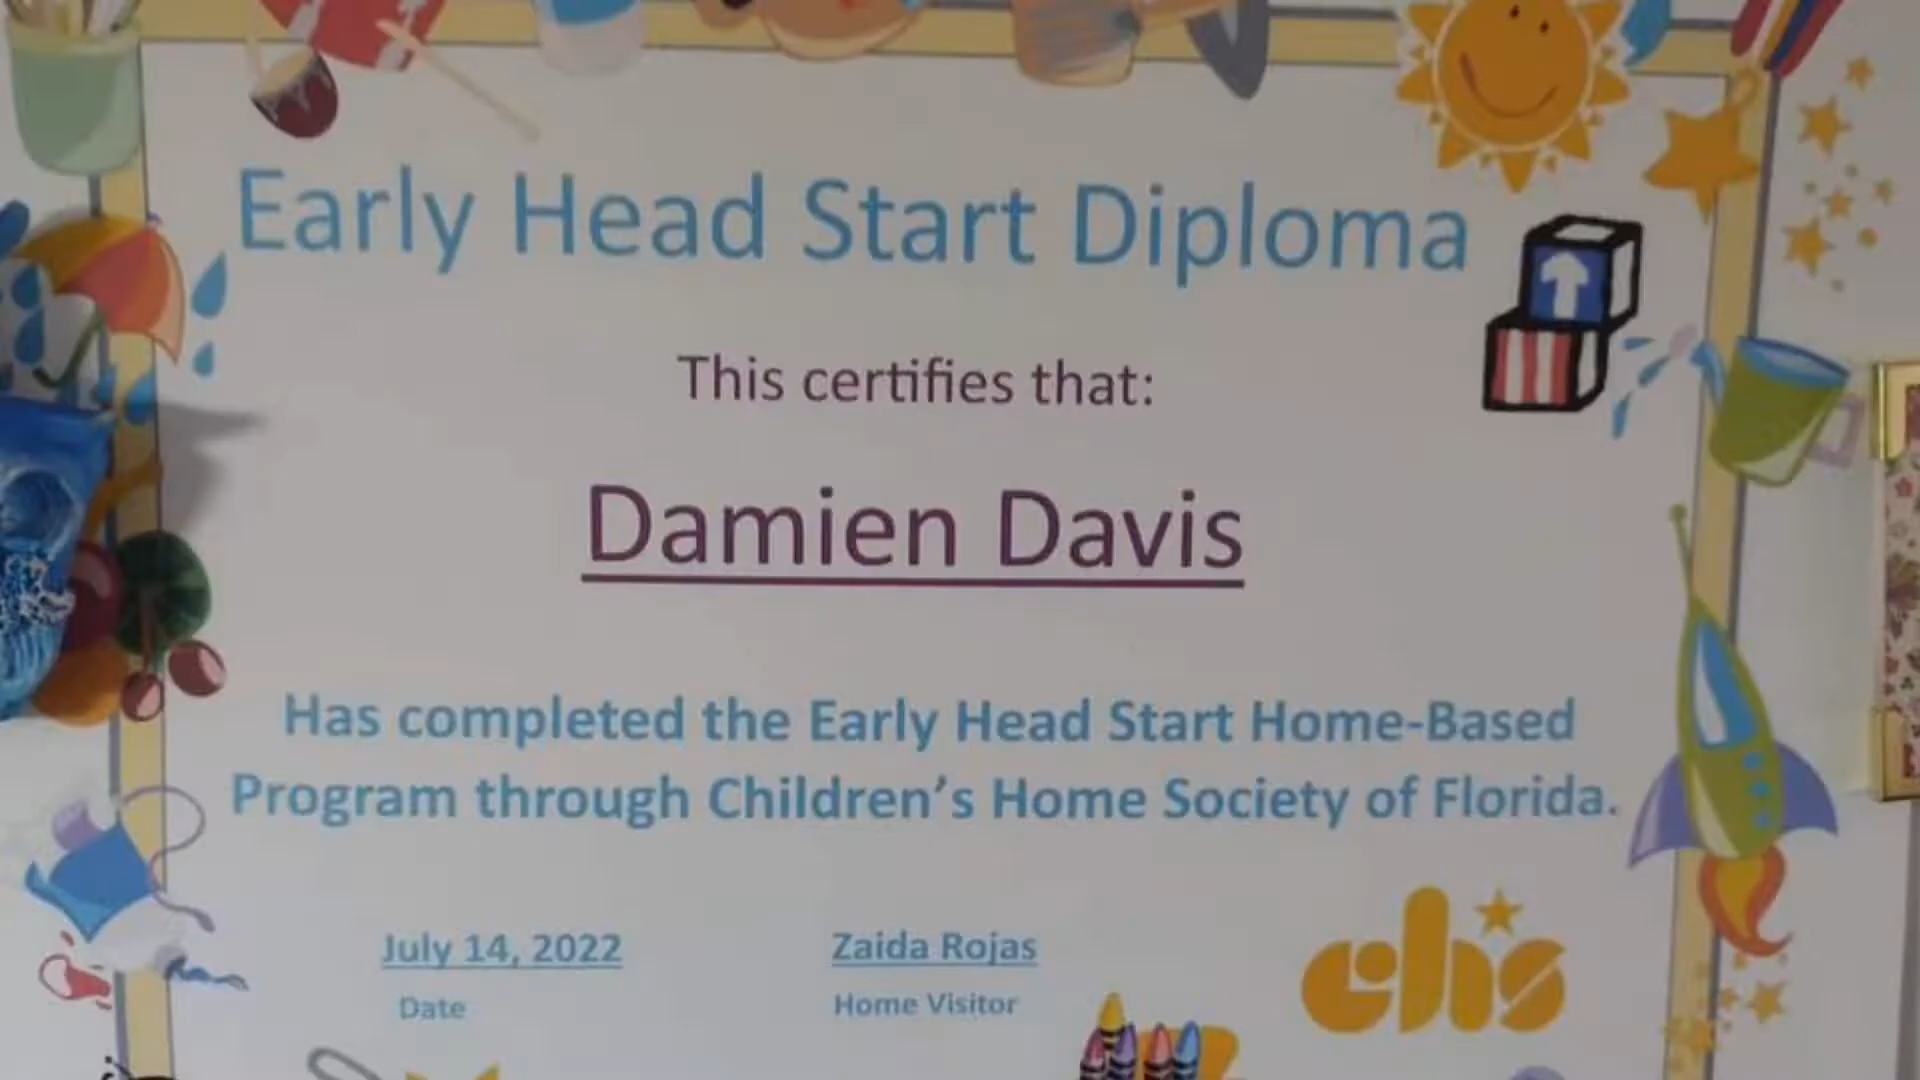 Early Head Start Diploma
This certifies that:
Damien Davis
Has completed the Early Head Start Home-Based
Program through Children's Home Society of Florida.
July 14, 2022 Zaida Rojas
Date Home Visitor
chs